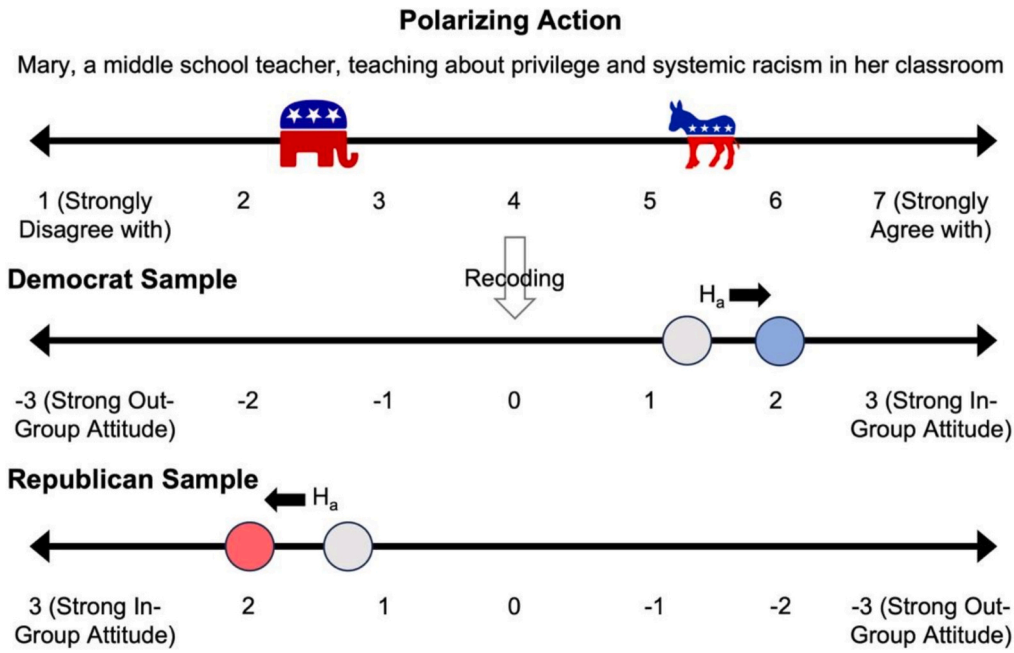 Polarizing Action
Mary, a middle school teacher, teaching about privilege and systemic racism in her classroom
1 (Strongly Disagree with) 2 3 4 5 6 7 (Strongly Agree with)
Recoding
Democrat Sample
Ha
-3 (Strong Out-Group Attitude) -2 -1 0 1 2 3 (Strong In-Group Attitude)
Republican Sample
Ha
3 (Strong In-Group Attitude) 2 1 0 -1 -2 -3 (Strong Out-Group Attitude)